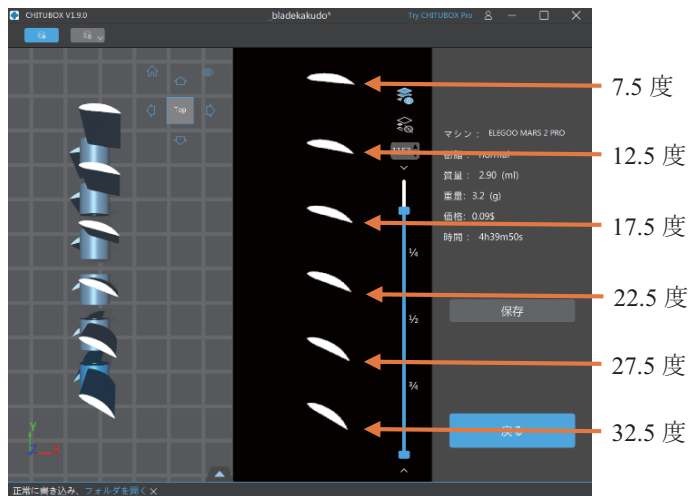 CHITUBOX V1.9.0
_bladekakudo*
Try CHITUBOX Pro
Top
マシン： ELEGOO MARS 2 PRO
樹脂： normal
質量： 2.90 (ml)
重量: 3.2 (g)
価格: 0.09$
時間： 4h39m50s
1/4
1/2
3/4
保存
戻る
Y
Z
X
正常に書き込み、フォルダを開く×
7.5 度
12.5 度
17.5 度
22.5 度
27.5 度
32.5 度